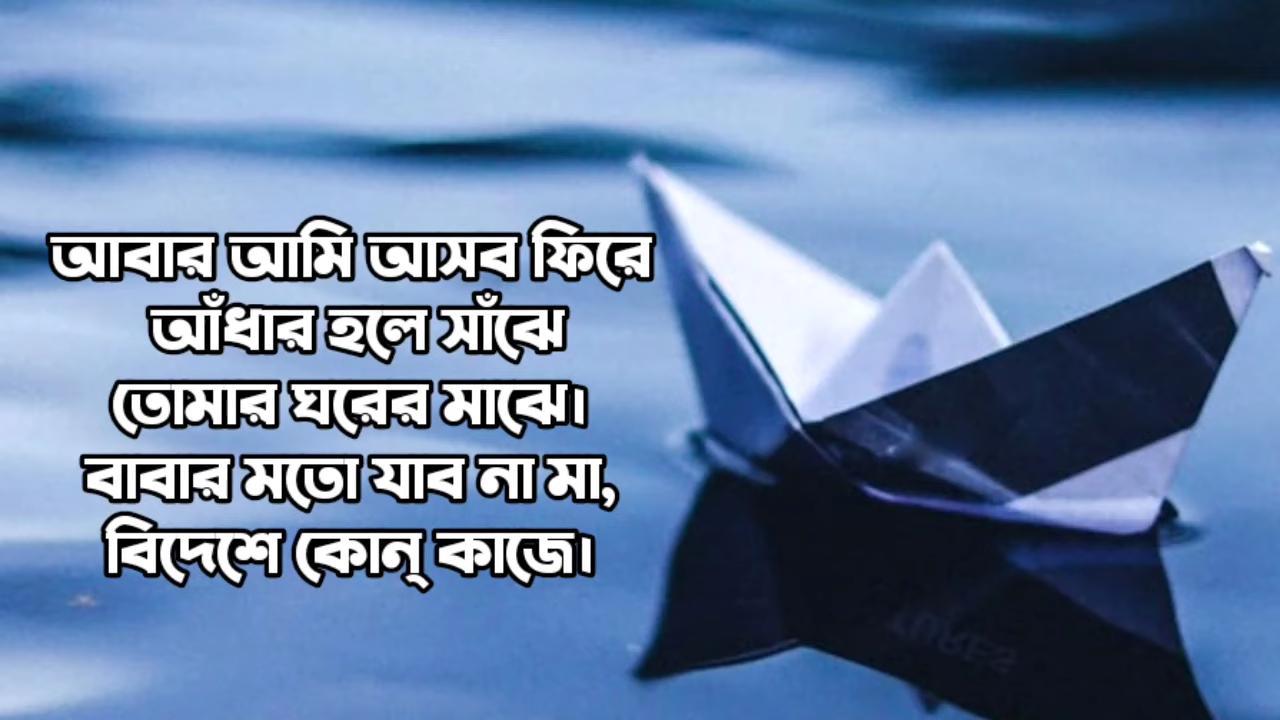 আবার আমি আসব ফিরে
আঁধার হলে সাঁঝে
তোমার ঘরের মাঝে।
বাবার মতো যাব না মা,
বিদেশে কোন্ কাজে।